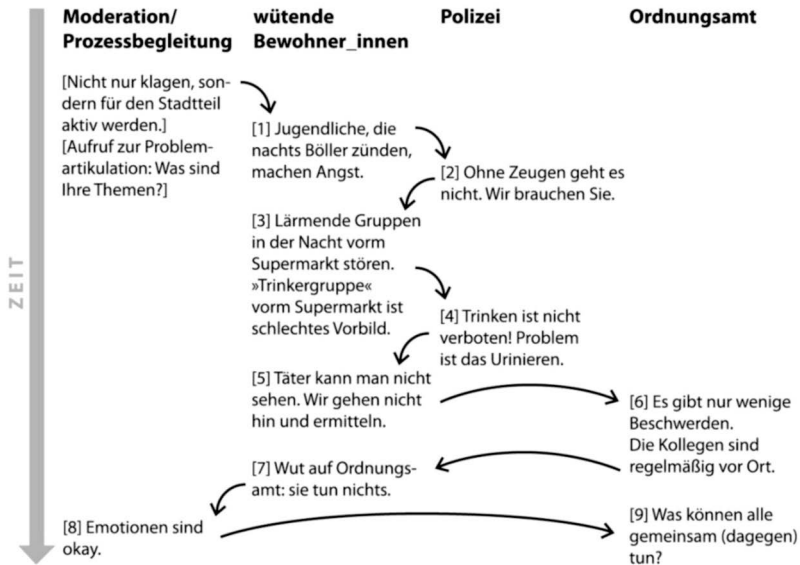 Moderation/
Prozessbegleitung
wütende
Bewohner_innen
Polizei
Ordnungsamt
ZEIT
[Nicht nur klagen, son-
dern für den Stadtteil
aktiv werden.]
[Aufruf zur Problem-
artikulation: Was sind
Ihre Themen?]
[1] Jugendliche, die
nachts Böller zünden,
machen Angst.
[2] Ohne Zeugen geht es
nicht. Wir brauchen Sie.
[3] Lärmende Gruppen
in der Nacht vorm
Supermarkt stören.
»Trinkergruppe«
vorm Supermarkt ist
schlechtes Vorbild.
[4] Trinken ist nicht
verboten! Problem
ist das Urinieren.
[5] Täter kann man nicht
sehen. Wir gehen nicht
hin und ermitteln.
[6] Es gibt nur wenige
Beschwerden.
Die Kollegen sind
regelmäßig vor Ort.
[7] Wut auf Ordnungs-
amt: sie tun nichts.
[8] Emotionen sind
okay.
[9] Was können alle
gemeinsam (dagegen)
tun?